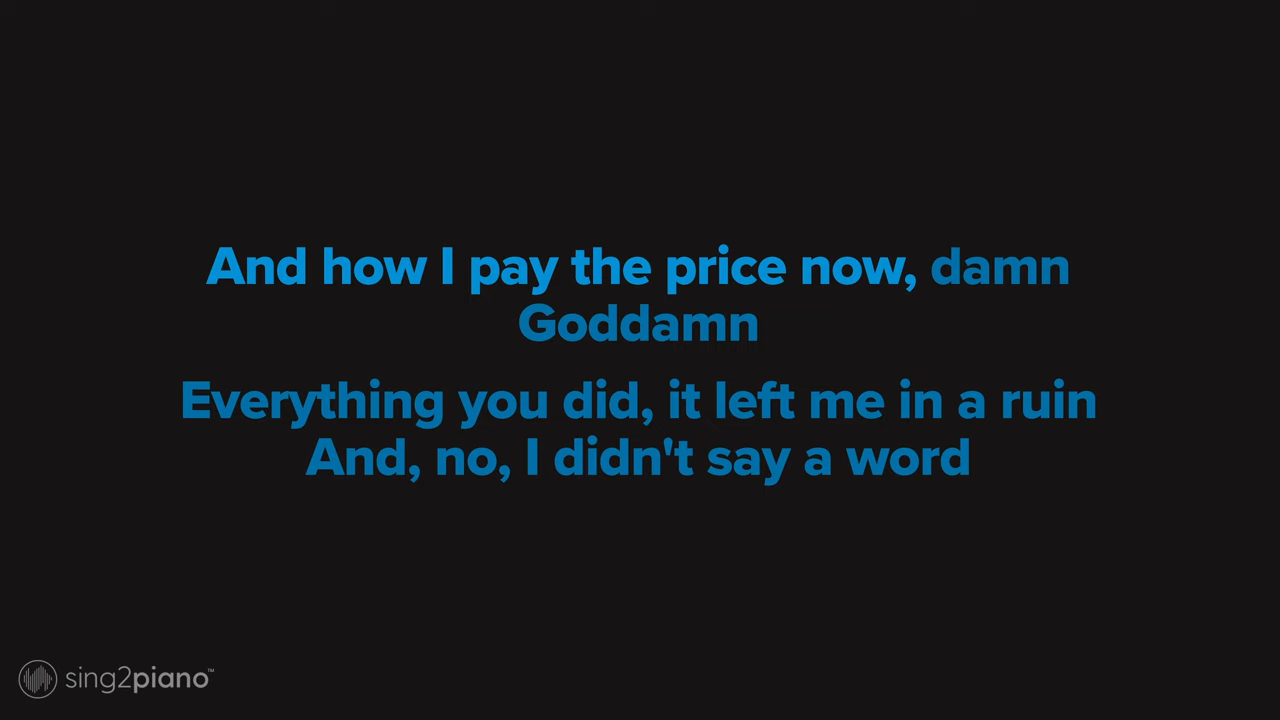 And how I pay the price now, damn
Goddamn
Everything you did, it left me in a ruin
And, no, I didn't say a word
sing2piano™